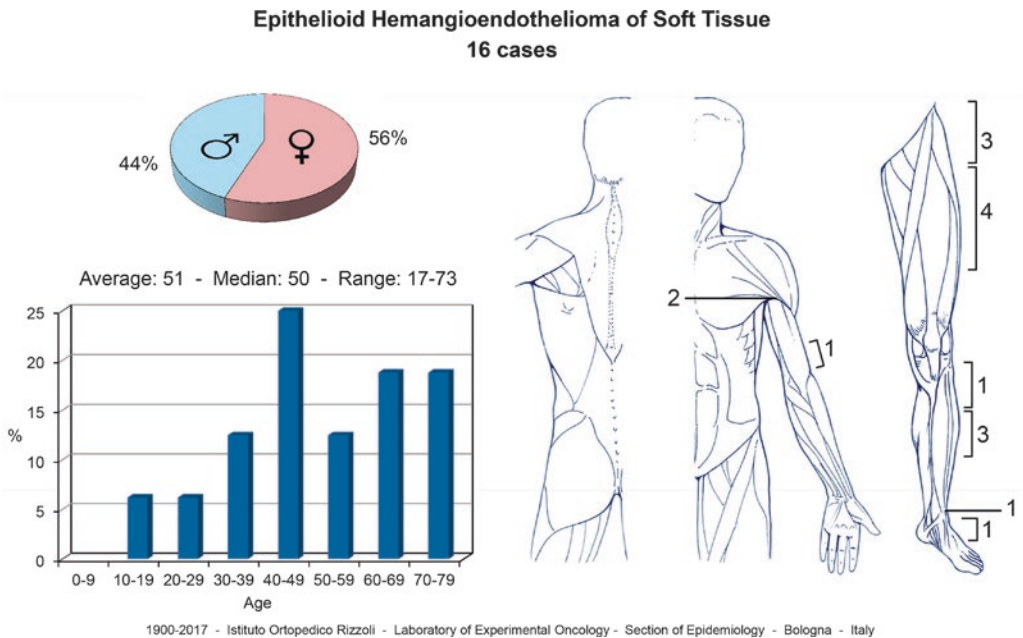 Epithelioid Hemangioendothelioma of Soft Tissue
16 cases
44%
56%
Average: 51 - Median: 50 - Range: 17-73
25
20
15
%
10
5
0
0-9 10-19 20-29 30-39 40-49 50-59 60-69 70-79
Age
2
1
3
4
1
3
1
1
1900-2017 - Istituto Ortopedico Rizzoli - Laboratory of Experimental Oncology - Section of Epidemiology - Bologna - Italy